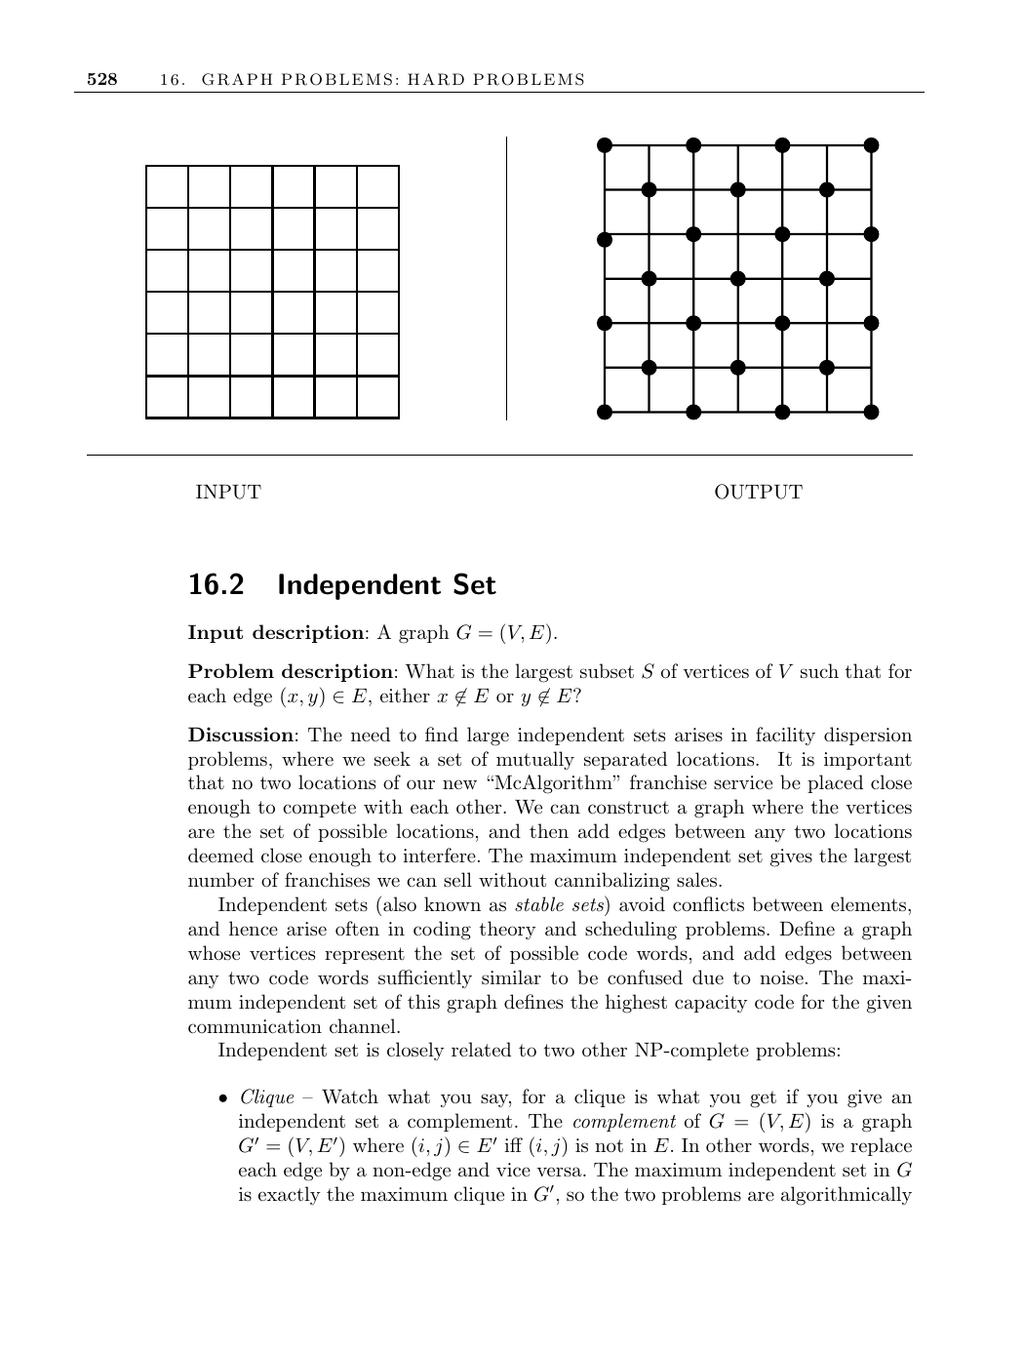 528 16. GRAPH PROBLEMS: HARD PROBLEMS
INPUT OUTPUT
16.2 Independent Set
Input description: A graph G = (V, E).
Problem description: What is the largest subset S of vertices of V such that for
each edge (x, y) ∈ E, either x ∉ E or y ∉ E?
Discussion: The need to find large independent sets arises in facility dispersion
problems, where we seek a set of mutually separated locations. It is important
that no two locations of our new “McAlgorithm” franchise service be placed close
enough to compete with each other. We can construct a graph where the vertices
are the set of possible locations, and then add edges between any two locations
deemed close enough to interfere. The maximum independent set gives the largest
number of franchises we can sell without cannibalizing sales.
Independent sets (also known as stable sets) avoid conflicts between elements,
and hence arise often in coding theory and scheduling problems. Define a graph
whose vertices represent the set of possible code words, and add edges between
any two code words sufficiently similar to be confused due to noise. The maxi-
mum independent set of this graph defines the highest capacity code for the given
communication channel.
Independent set is closely related to two other NP-complete problems:
• Clique – Watch what you say, for a clique is what you get if you give an
independent set a complement. The complement of G = (V, E) is a graph
G′ = (V, E′) where (i, j) ∈ E′ iff (i, j) is not in E. In other words, we replace
each edge by a non-edge and vice versa. The maximum independent set in G
is exactly the maximum clique in G′, so the two problems are algorithmically